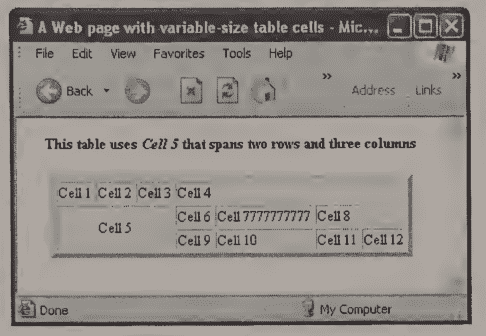 A Web page with variable-size table cells - Mic...
File Edit View Favorites Tools Help
Back Address Links
This table uses Cell 5 that spans two rows and three columns
Cell 1 Cell 2 Cell 3 Cell 4
Cell 5 Cell 6 Cell 7777777777 Cell 8
Cell 9 Cell 10 Cell 11 Cell 12
Done My Computer